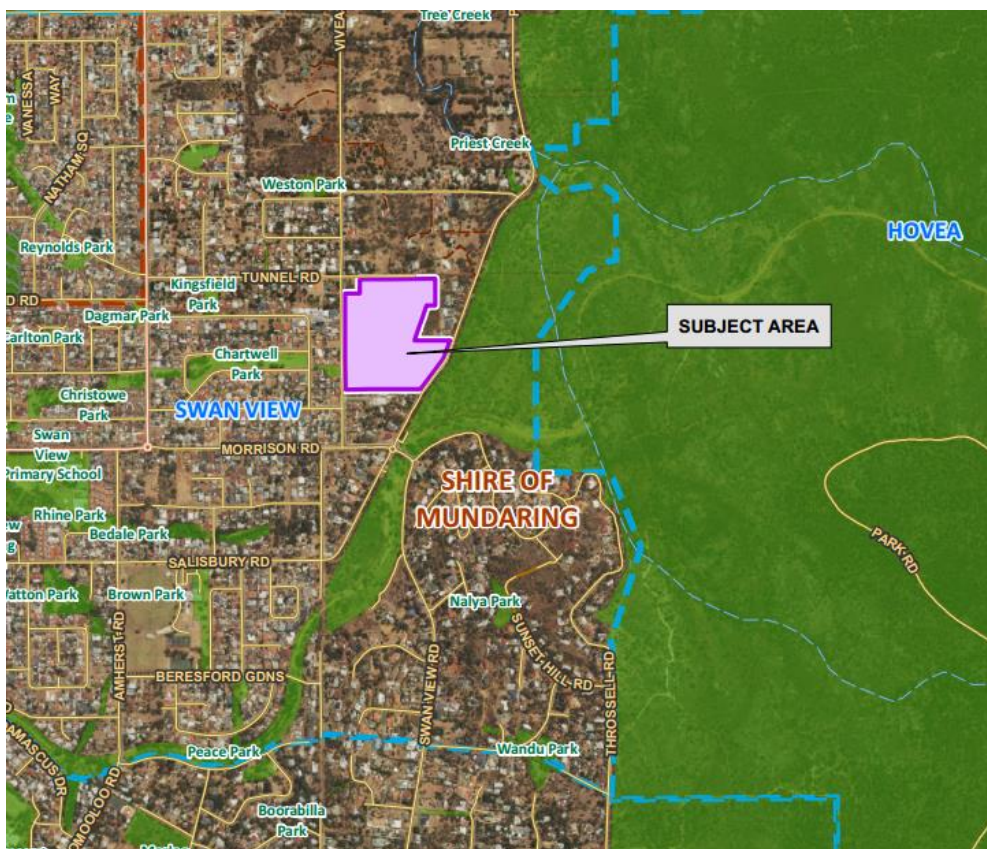 Tree Creek
VANESSA
WAY
VIVEA
NATHAM SQ
Priest Creek
Weston Park
HOVEA
Reynolds Park
TUNNEL RD
Kingsfield
Park
D RD
Dagmar Park
SUBJECT AREA
Carlton Park
Chartwell
Park
Christowe
Park
SWAN VIEW
Swan
View
Primary School
MORRISON RD
SHIRE OF
MUNDARING
Rhine Park
Bedale Park
PARK RD
SALISBURY RD
Watton Park
Brown Park
Nalya Park
AMHERST RD
SUNSET HILL RD
BERESFORD GDNS
SWAN VIEW RD
THROSSELL RD
Peace Park
Wandu Park
AMASCUS DR
OMOOLOO RD
Boorabilla
Park